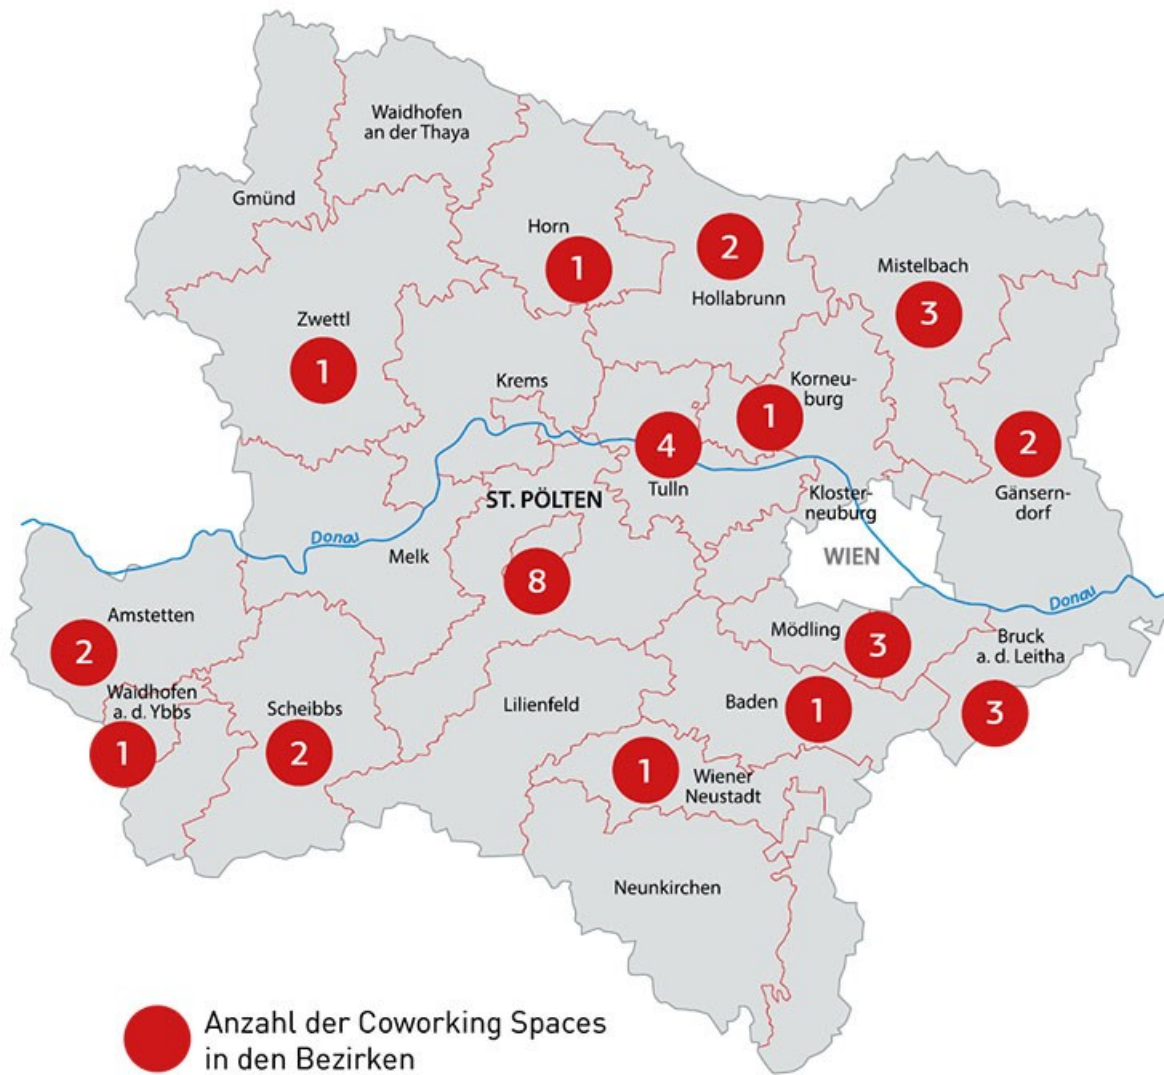 Waidhofen
an der Thaya
Gmünd
Horn
1
2
Hollabrunn
Mistelbach
3
Zwettl
1
Krems
Korneu-
burg
1
4
Tulln
2
Gänsern-
dorf
ST. PÖLTEN
Kloster-
neuburg
WIEN
Donau
Melk
8
Donau
Amstetten
2
Mödling
3
Bruck
a. d. Leitha
3
Waidhofen
a. d. Ybbs
1
Scheibbs
2
Lilienfeld
Baden
1
1
Wiener
Neustadt
Neunkirchen
Anzahl der Coworking Spaces
in den Bezirken